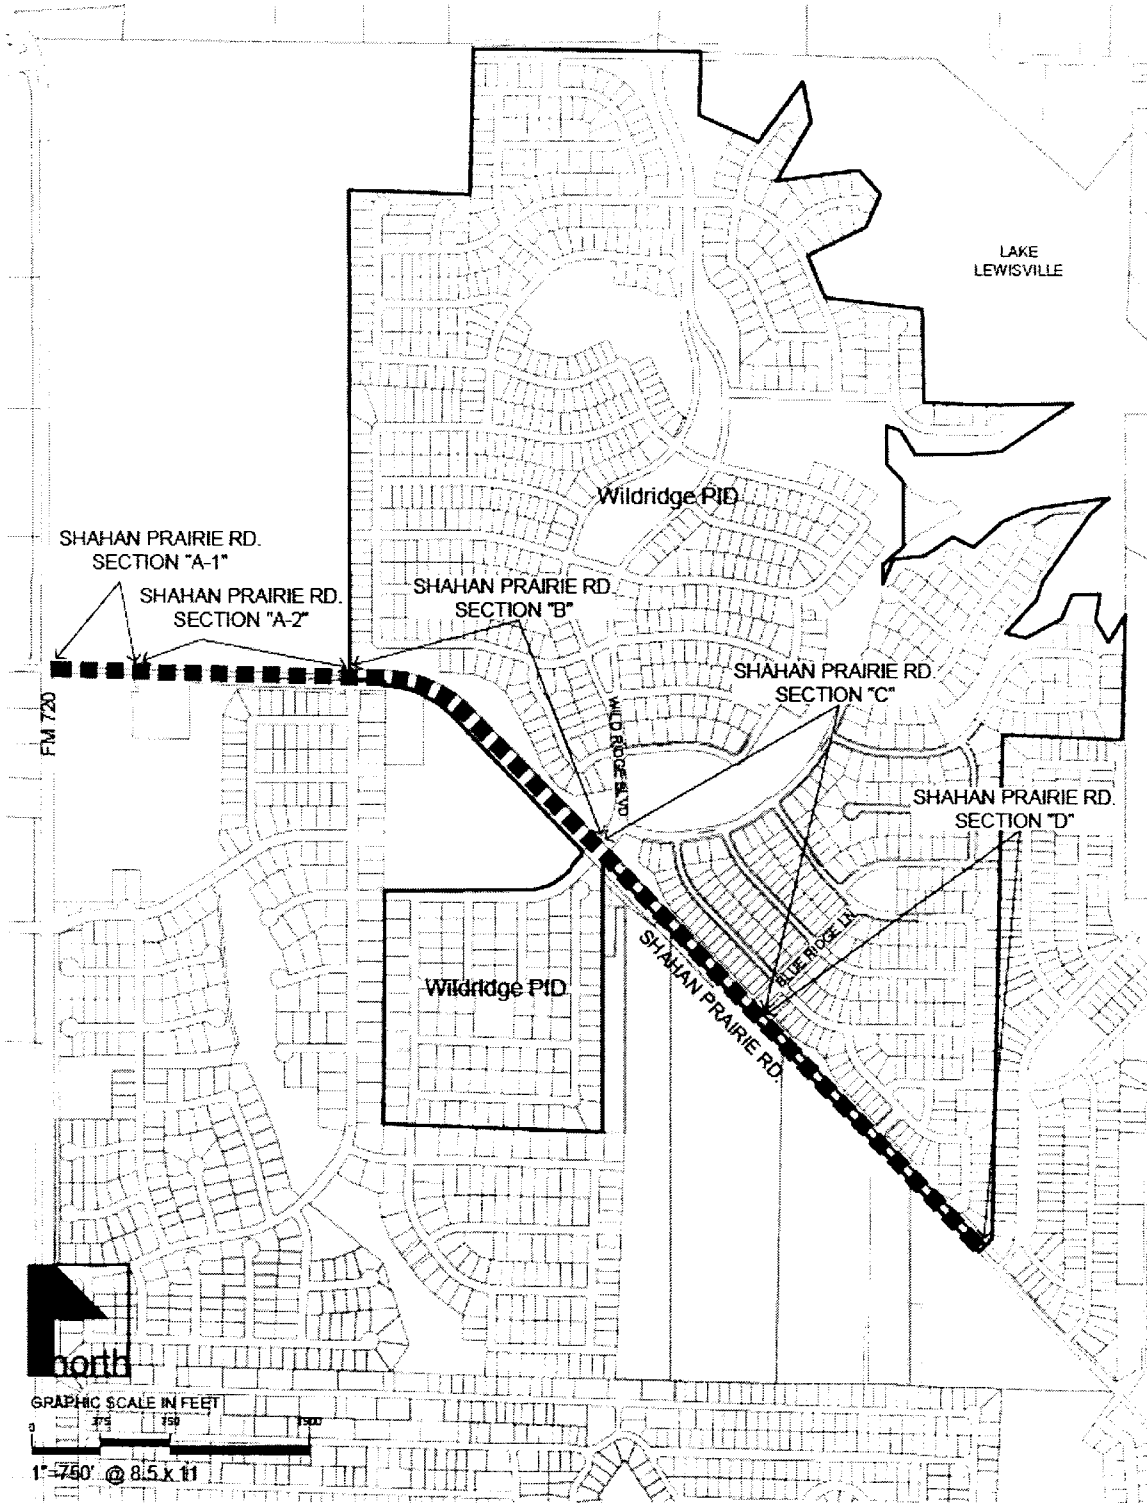 LAKE
LEWISVILLE
Wildridge PID
SHAHAN PRAIRIE RD.
SECTION "A-1"
SHAHAN PRAIRIE RD.
SECTION "A-2"
SHAHAN PRAIRIE RD.
SECTION "B"
SHAHAN PRAIRIE RD.
SECTION "C"
FM 720
WILD RIDGE BLVD
SHAHAN PRAIRIE RD.
SECTION "D"
BLUE RIDGE LN
SHAHAN PRAIRIE RD.
Wildridge PID
north
GRAPHIC SCALE IN FEET
0 375 750 1500
1"=750' @ 8.5 x 11